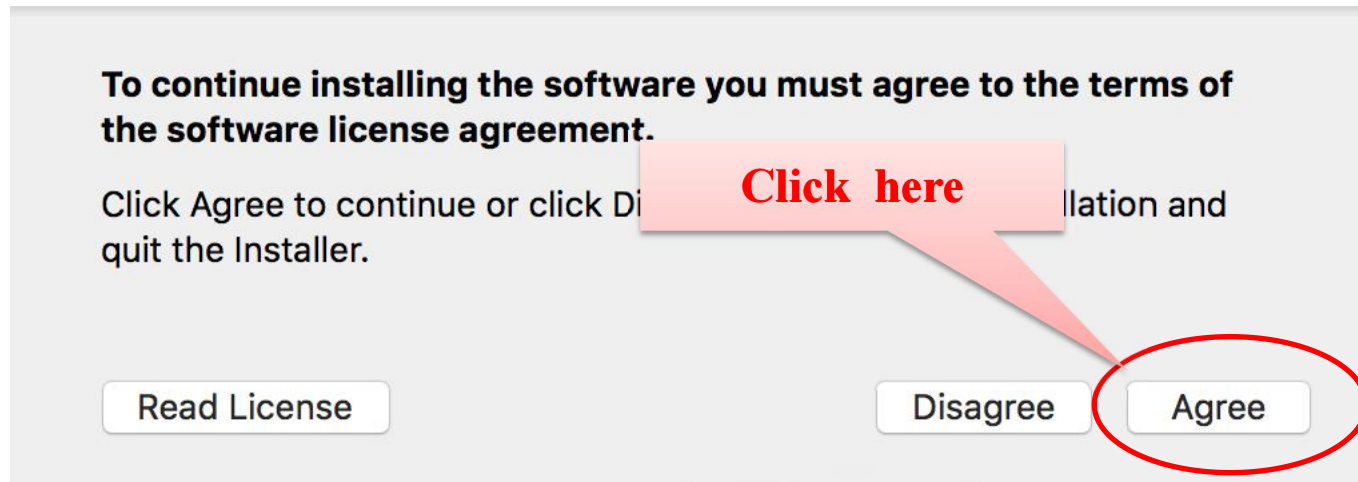 To continue installing the software you must agree to the terms of
the software license agreement.
Click here
Click Agree to continue or click Di lation and
quit the Installer.
Read License
Disagree
Agree